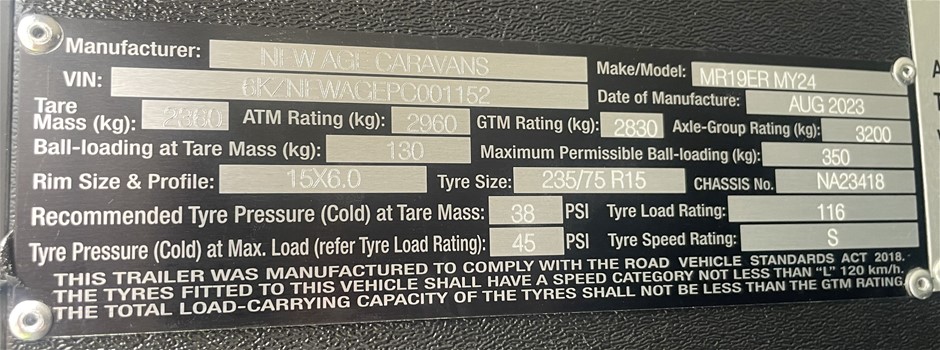 Manufacturer: NEW AGE CARAVANS Make/Model: MR19ER MY24
VIN: 6K7NEWAGEPC001152 Date of Manufacture: AUG 2023
Tare Mass (kg): 2360 ATM Rating (kg): 2960 GTM Rating (kg): 2830 Axle-Group Rating (kg): 3200
Ball-loading at Tare Mass (kg): 130 Maximum Permissible Ball-loading (kg): 350
Rim Size & Profile: 15X6.0 Tyre Size: 235/75 R15 CHASSIS No. NA23418
Recommended Tyre Pressure (Cold) at Tare Mass: 38 PSI Tyre Load Rating: 116
Tyre Pressure (Cold) at Max. Load (refer Tyre Load Rating): 45 PSI Tyre Speed Rating: S
THIS TRAILER WAS MANUFACTURED TO COMPLY WITH THE ROAD VEHICLE STANDARDS ACT 2018.
THE TYRES FITTED TO THIS VEHICLE SHALL HAVE A SPEED CATEGORY NOT LESS THAN "L" 120 km/h.
THE TOTAL LOAD-CARRYING CAPACITY OF THE TYRES SHALL NOT BE LESS THAN THE GTM RATING.